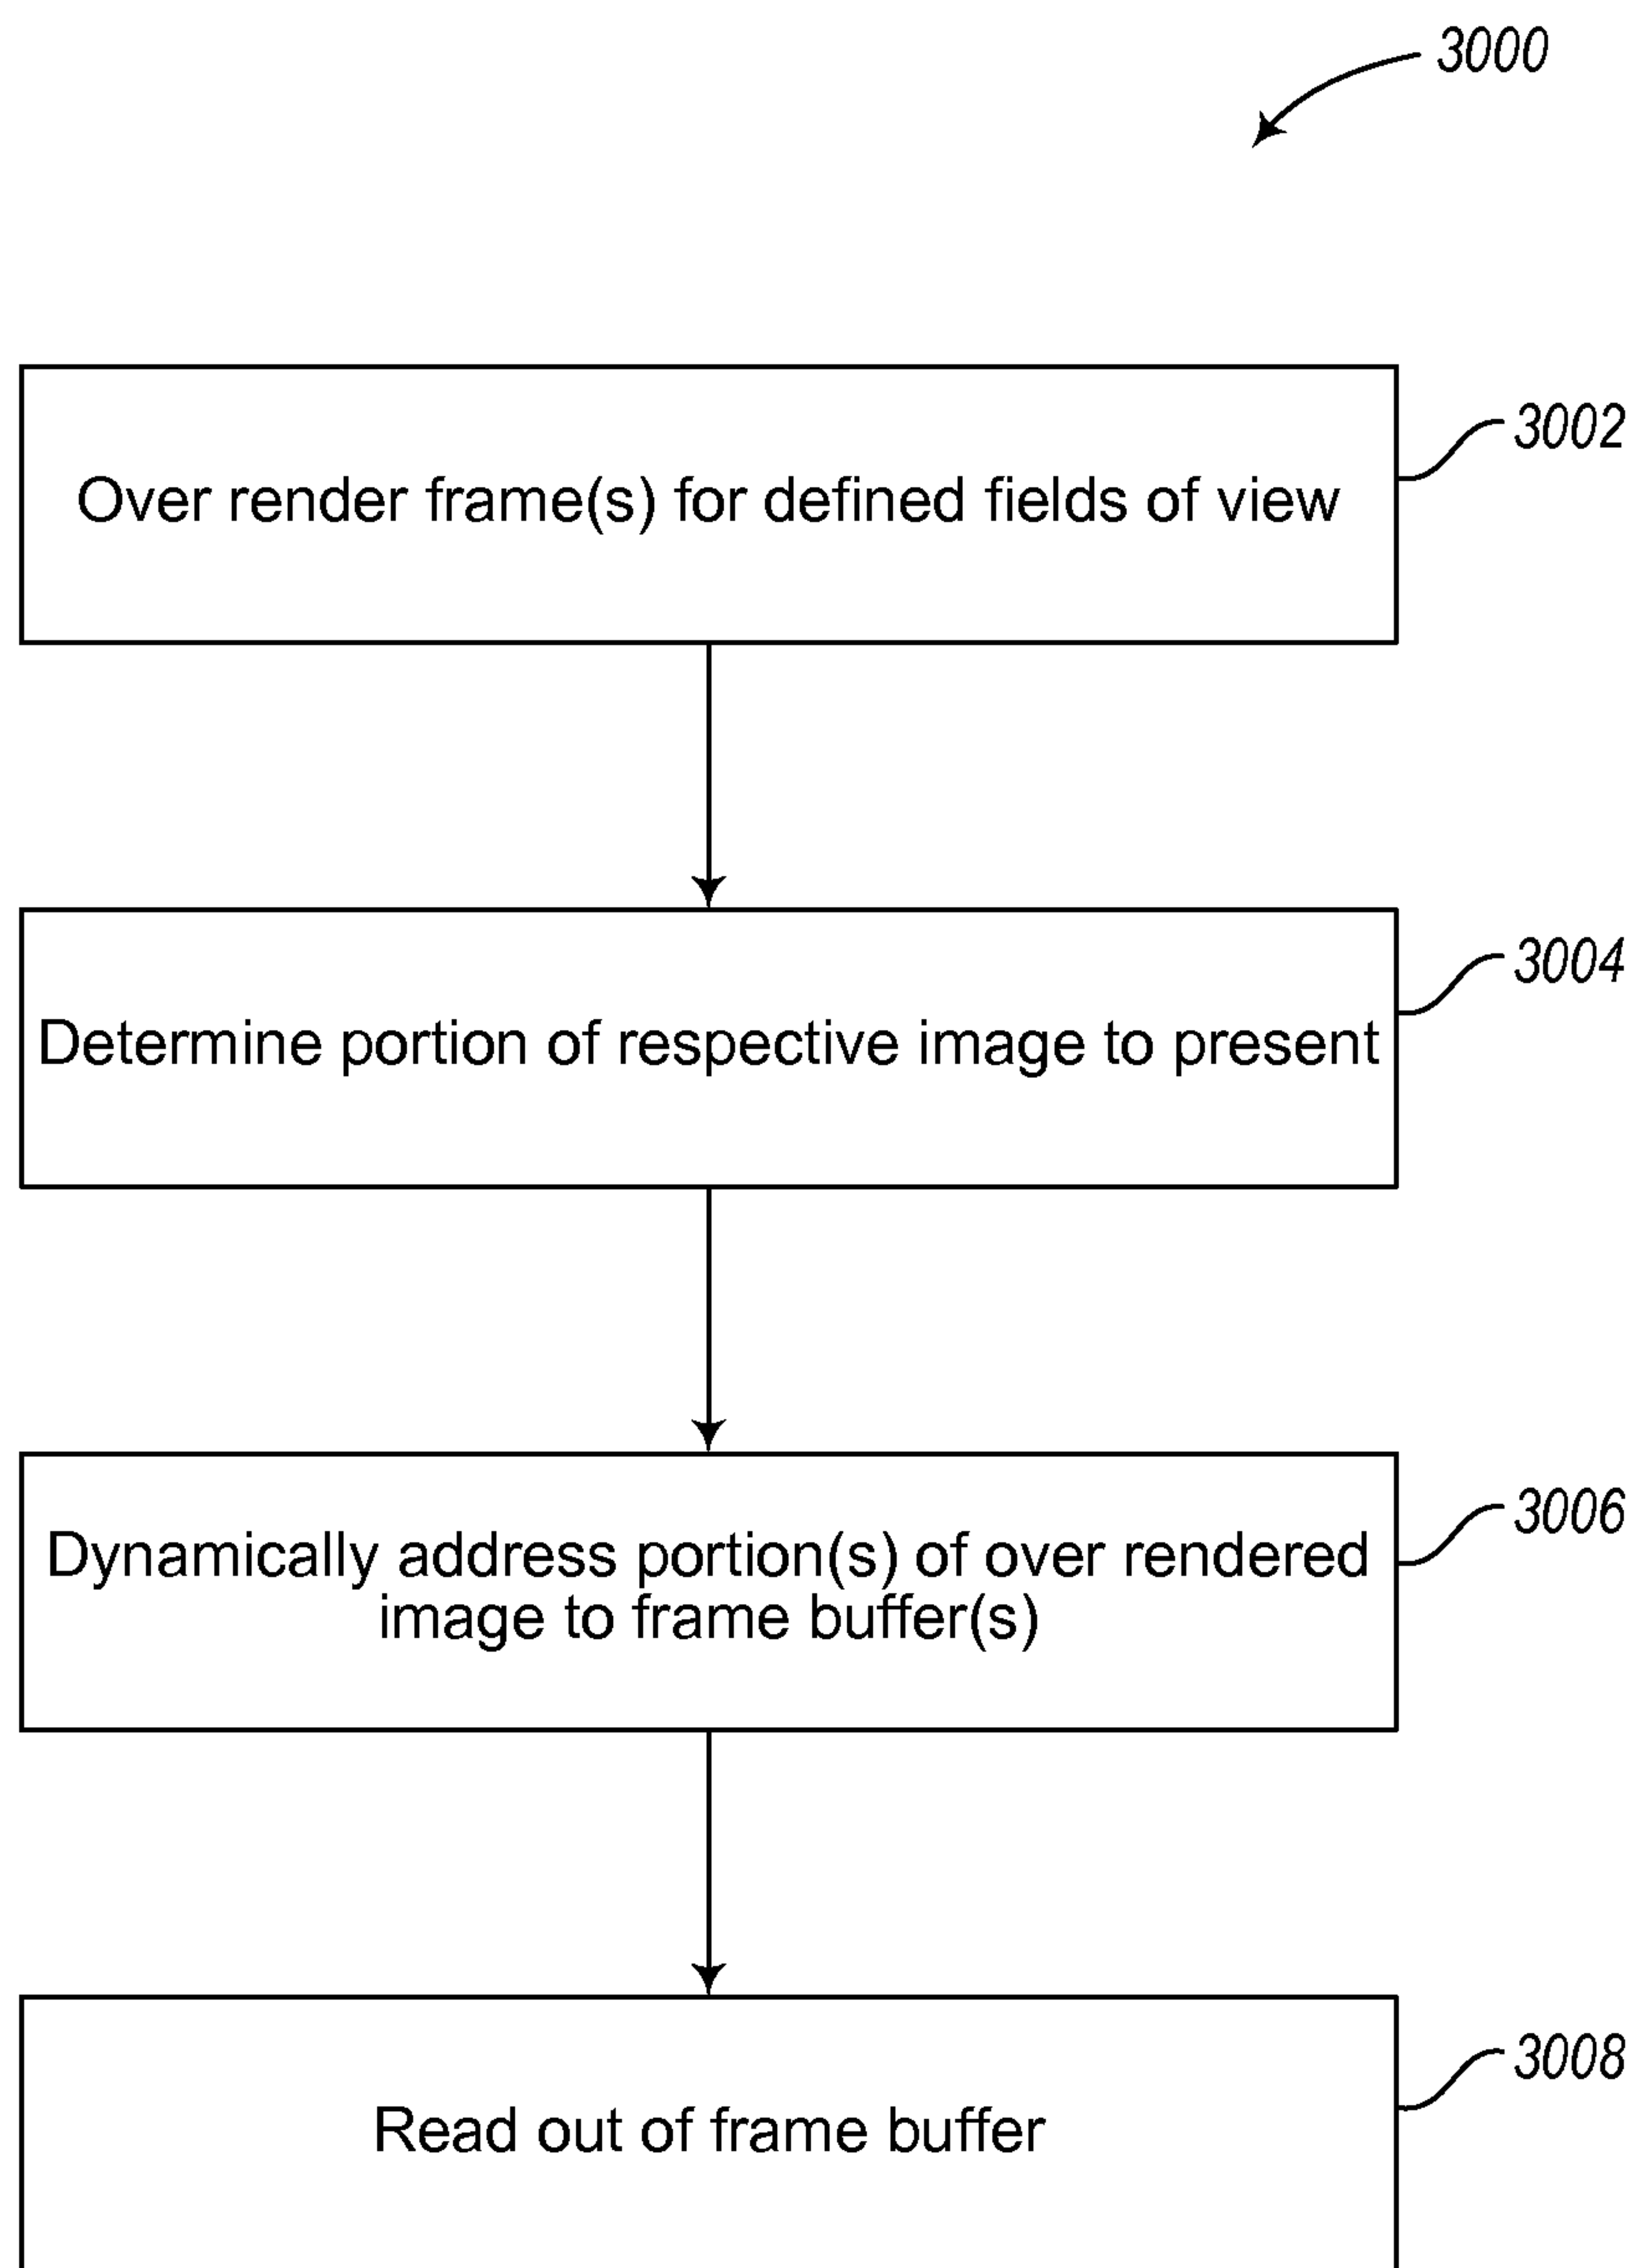 3000
Over render frame(s) for defined fields of view
3002
Determine portion of respective image to present
3004
Dynamically address portion(s) of over rendered
image to frame buffer(s)
3006
Read out of frame buffer
3008